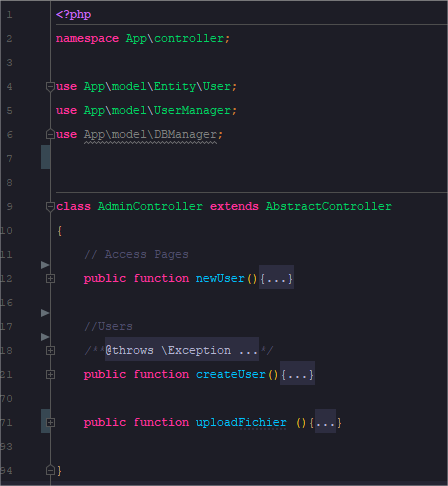 1 <?php
2 namespace App\controller;
3
4 use App\model\Entity\User;
5 use App\model\UserManager;
6 use App\model\DBManager;
7
8
9 class AdminController extends AbstractController
10 {
11 // Access Pages
12 public function newUser(){...}
16
17 //Users
18 /**@throws \Exception ...*/
21 public function createUser(){...}
70
71 public function uploadFichier (){...}
93
94 }